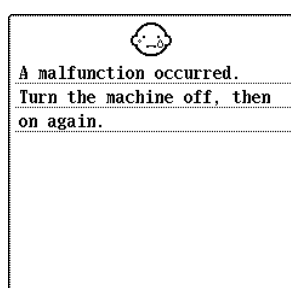 A malfunction occurred.
Turn the machine off, then
on again.